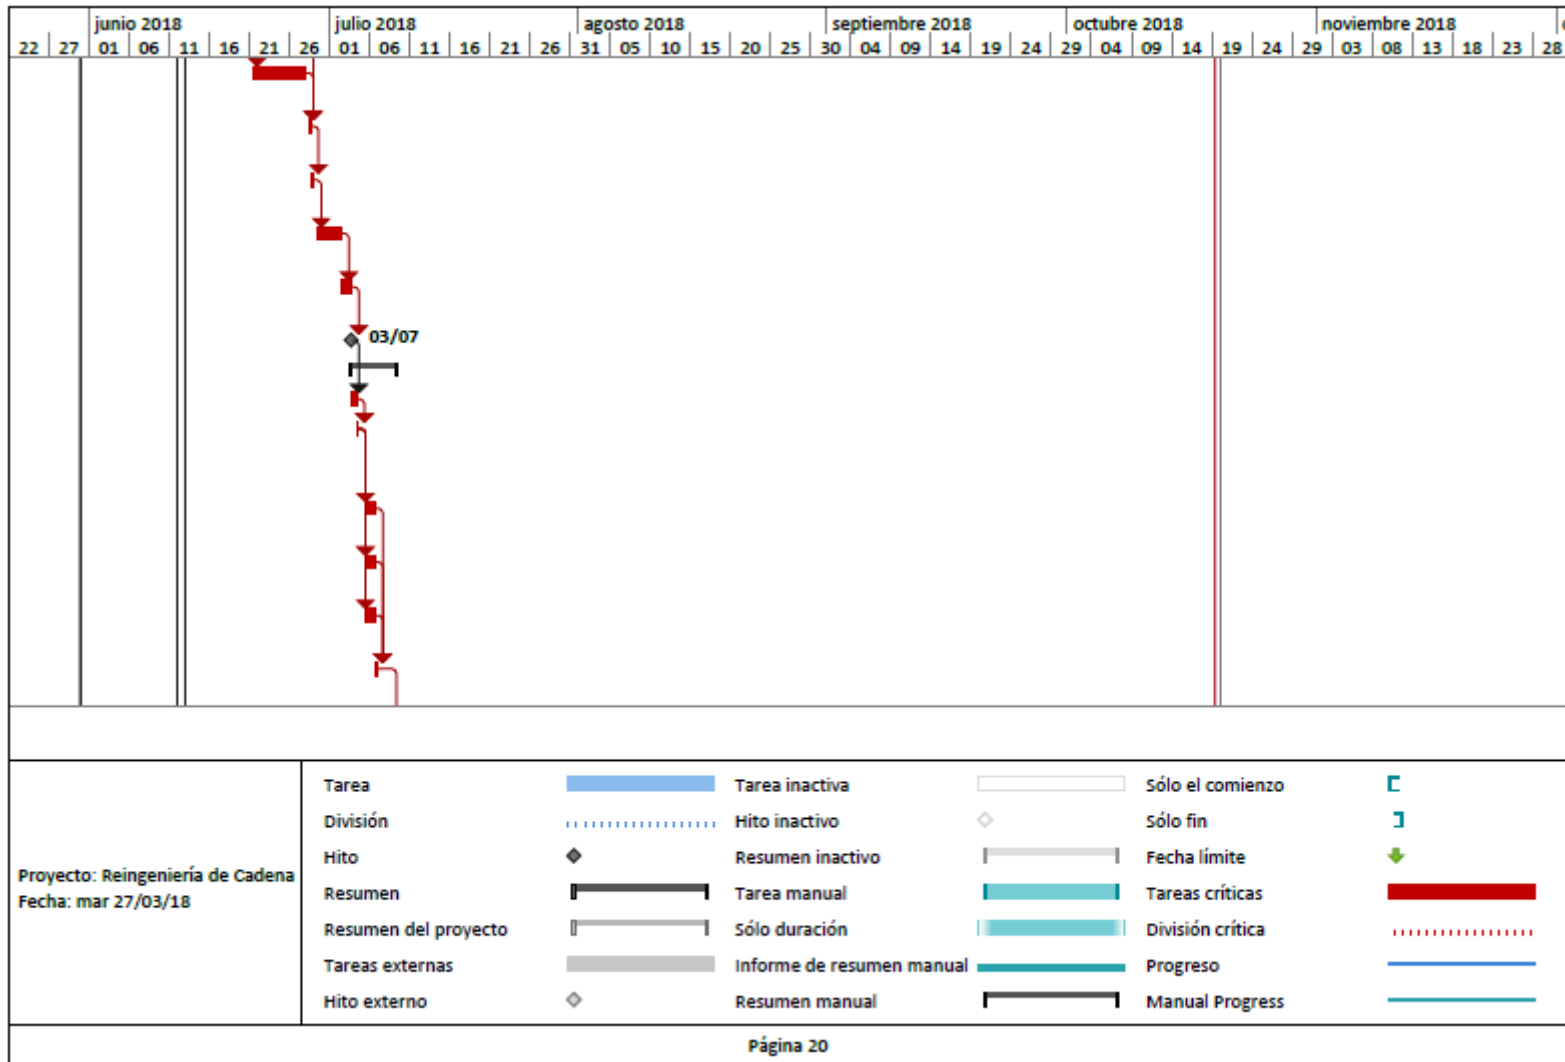 junio 2018 julio 2018 agosto 2018 septiembre 2018 octubre 2018 noviembre 2018
22 27 01 06 11 16 21 26 01 06 11 16 21 26 31 05 10 15 20 25 30 04 09 14 19 24 29 04 09 14 19 24 29 03 08 13 18 23 28
03/07
Tarea Tarea inactiva Sólo el comienzo
División Hito inactivo Sólo fin
Hito Resumen inactivo Fecha límite
Proyecto: Reingeniería de Cadena
Fecha: mar 27/03/18
Resumen Tarea manual Tareas críticas
Resumen del proyecto Sólo duración División crítica
Tareas externas Informe de resumen manual Progreso
Hito externo Resumen manual Manual Progress
Página 20